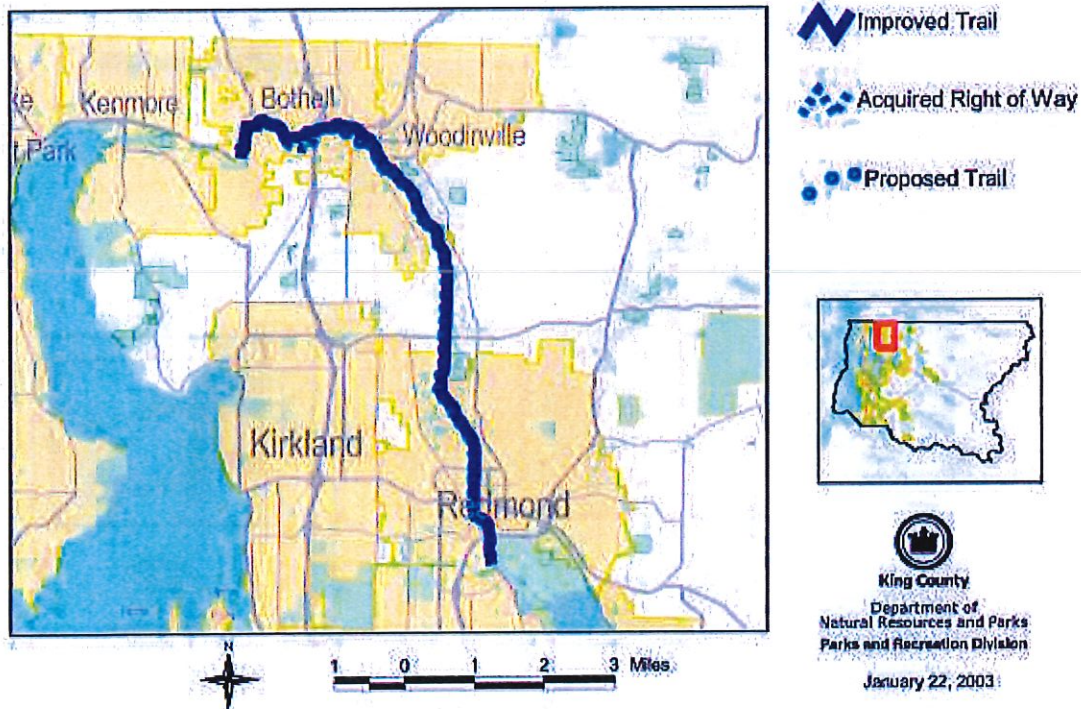 Improved Trail
Acquired Right of Way
Proposed Trail
Kenmore
Bothell
Woodinville
Park
Kirkland
Redmond
N
1 0 1 2 3 Miles
King County
Department of
Natural Resources and Parks
Parks and Recreation Division
January 22, 2003